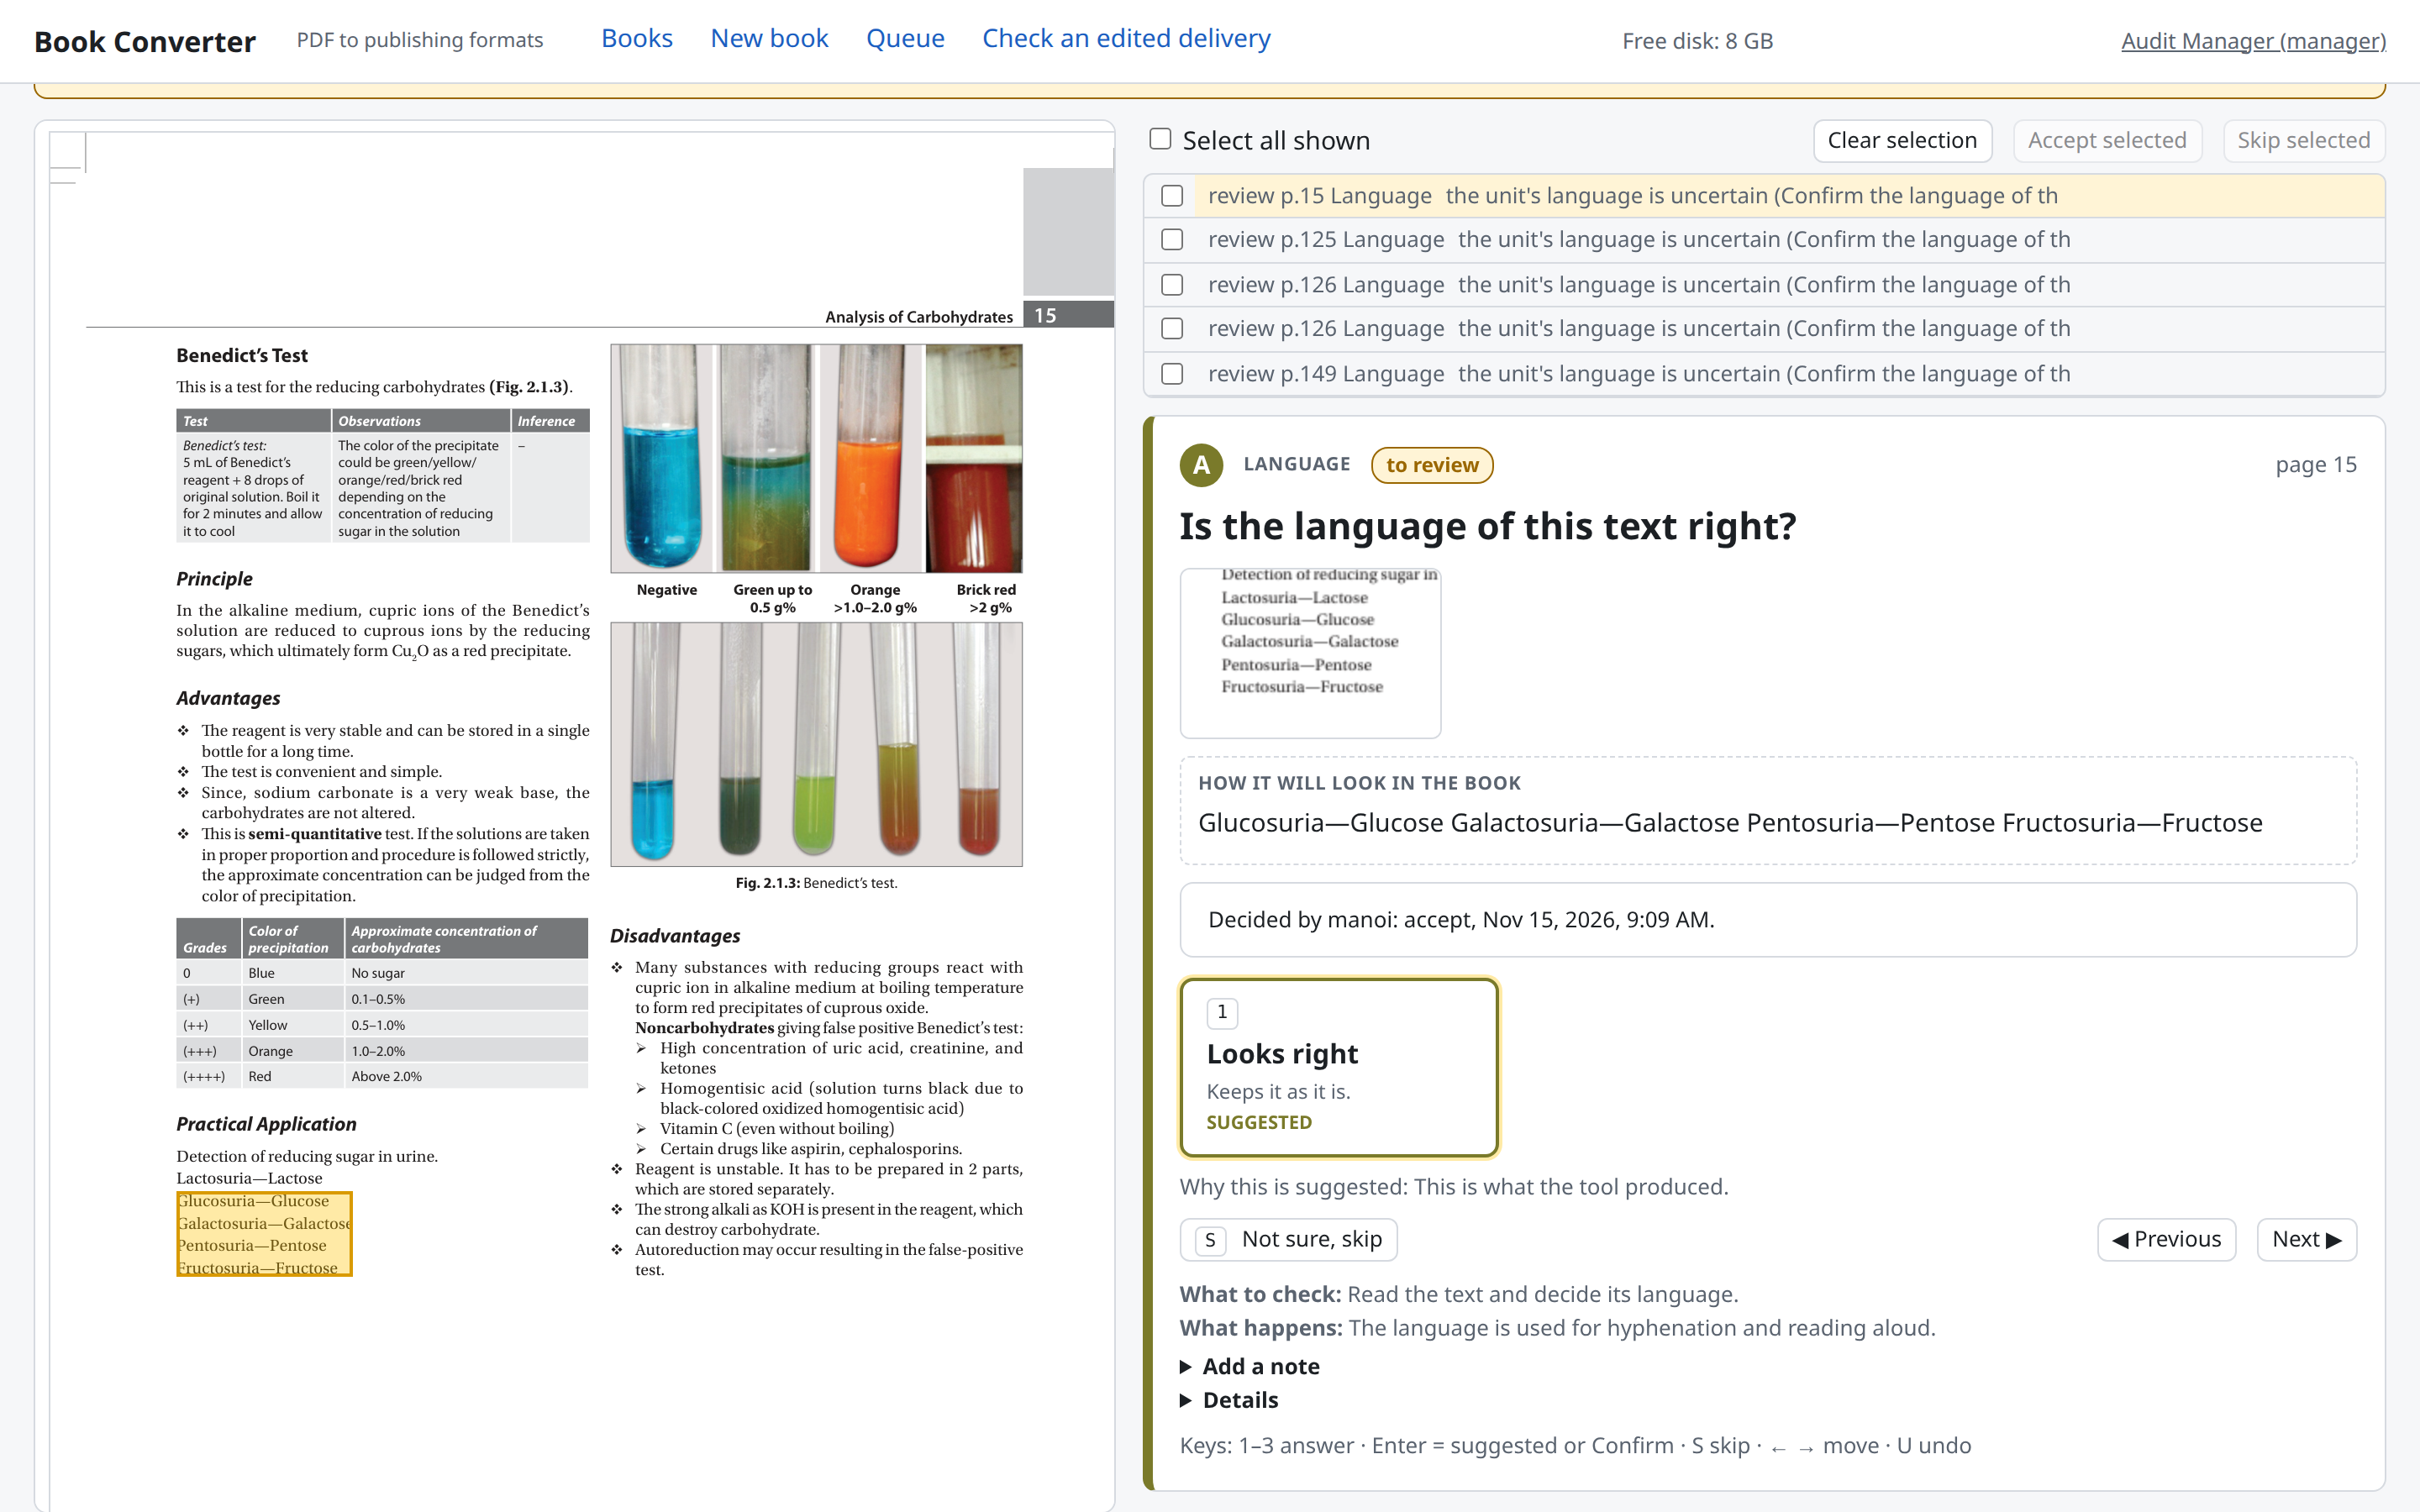 Book Converter
PDF to publishing formats
Books
New book
Queue
Check an edited delivery
Free disk: 8 GB
Audit Manager (manager)
Analysis of Carbohydrates 15
Benedict’s Test
This is a test for the reducing carbohydrates (Fig. 2.1.3).
Test Observations Inference
Benedict’s test:
5 mL of Benedict’s
reagent + 8 drops of
original solution. Boil it
for 2 minutes and allow
it to cool
The color of the precipitate
could be green/yellow/
orange/red/brick red
depending on the
concentration of reducing
sugar in the solution
–
Principle
In the alkaline medium, cupric ions of the Benedict’s
solution are reduced to cuprous ions by the reducing
sugars, which ultimately form Cu2O as a red precipitate.
Advantages
❖ The reagent is very stable and can be stored in a single
bottle for a long time.
❖ The test is convenient and simple.
❖ Since, sodium carbonate is a very weak base, the
carbohydrates are not altered.
❖ This is semi-quantitative test. If the solutions are taken
in proper proportion and procedure is followed strictly,
the approximate concentration can be judged from the
color of precipitation.
Grades
Color of
precipitation
Approximate concentration of
carbohydrates
0 Blue No sugar
(+) Green 0.1–0.5%
(++) Yellow 0.5–1.0%
(+++) Orange 1.0–2.0%
(++++) Red Above 2.0%
Practical Application
Detection of reducing sugar in urine.
Lactosuria—Lactose
Glucosuria—Glucose
Galactosuria—Galactose
Pentosuria—Pentose
Fructosuria—Fructose
Negative
Green up to
0.5 g%
Orange
>1.0–2.0 g%
Brick red
>2 g%
Fig. 2.1.3: Benedict’s test.
Disadvantages
❖ Many substances with reducing groups react with
cupric ion in alkaline medium at boiling temperature
to form red precipitates of cuprous oxide.
Noncarbohydrates giving false positive Benedict’s test:
➢ High concentration of uric acid, creatinine, and
ketones
➢ Homogentisic acid (solution turns black due to
black-colored oxidized homogentisic acid)
➢ Vitamin C (even without boiling)
➢ Certain drugs like aspirin, cephalosporins.
❖ Reagent is unstable. It has to be prepared in 2 parts,
which are stored separately.
❖ The strong alkali as KOH is present in the reagent, which
can destroy carbohydrate.
❖ Autoreduction may occur resulting in the false-positive
test.
Select all shown
Clear selection
Accept selected
Skip selected
review p.15 Language the unit's language is uncertain (Confirm the language of th
review p.125 Language the unit's language is uncertain (Confirm the language of th
review p.126 Language the unit's language is uncertain (Confirm the language of th
review p.126 Language the unit's language is uncertain (Confirm the language of th
review p.149 Language the unit's language is uncertain (Confirm the language of th
A LANGUAGE to review page 15
Is the language of this text right?
Detection of reducing sugar in
Lactosuria—Lactose
Glucosuria—Glucose
Galactosuria—Galactose
Pentosuria—Pentose
Fructosuria—Fructose
HOW IT WILL LOOK IN THE BOOK
Glucosuria—Glucose Galactosuria—Galactose Pentosuria—Pentose Fructosuria—Fructose
Decided by manoi: accept, Nov 15, 2026, 9:09 AM.
1
Looks right
Keeps it as it is.
SUGGESTED
Why this is suggested: This is what the tool produced.
S Not sure, skip
◀ Previous
Next ▶
What to check: Read the text and decide its language.
What happens: The language is used for hyphenation and reading aloud.
▶ Add a note
▶ Details
Keys: 1–3 answer · Enter = suggested or Confirm · S skip · ← → move · U undo